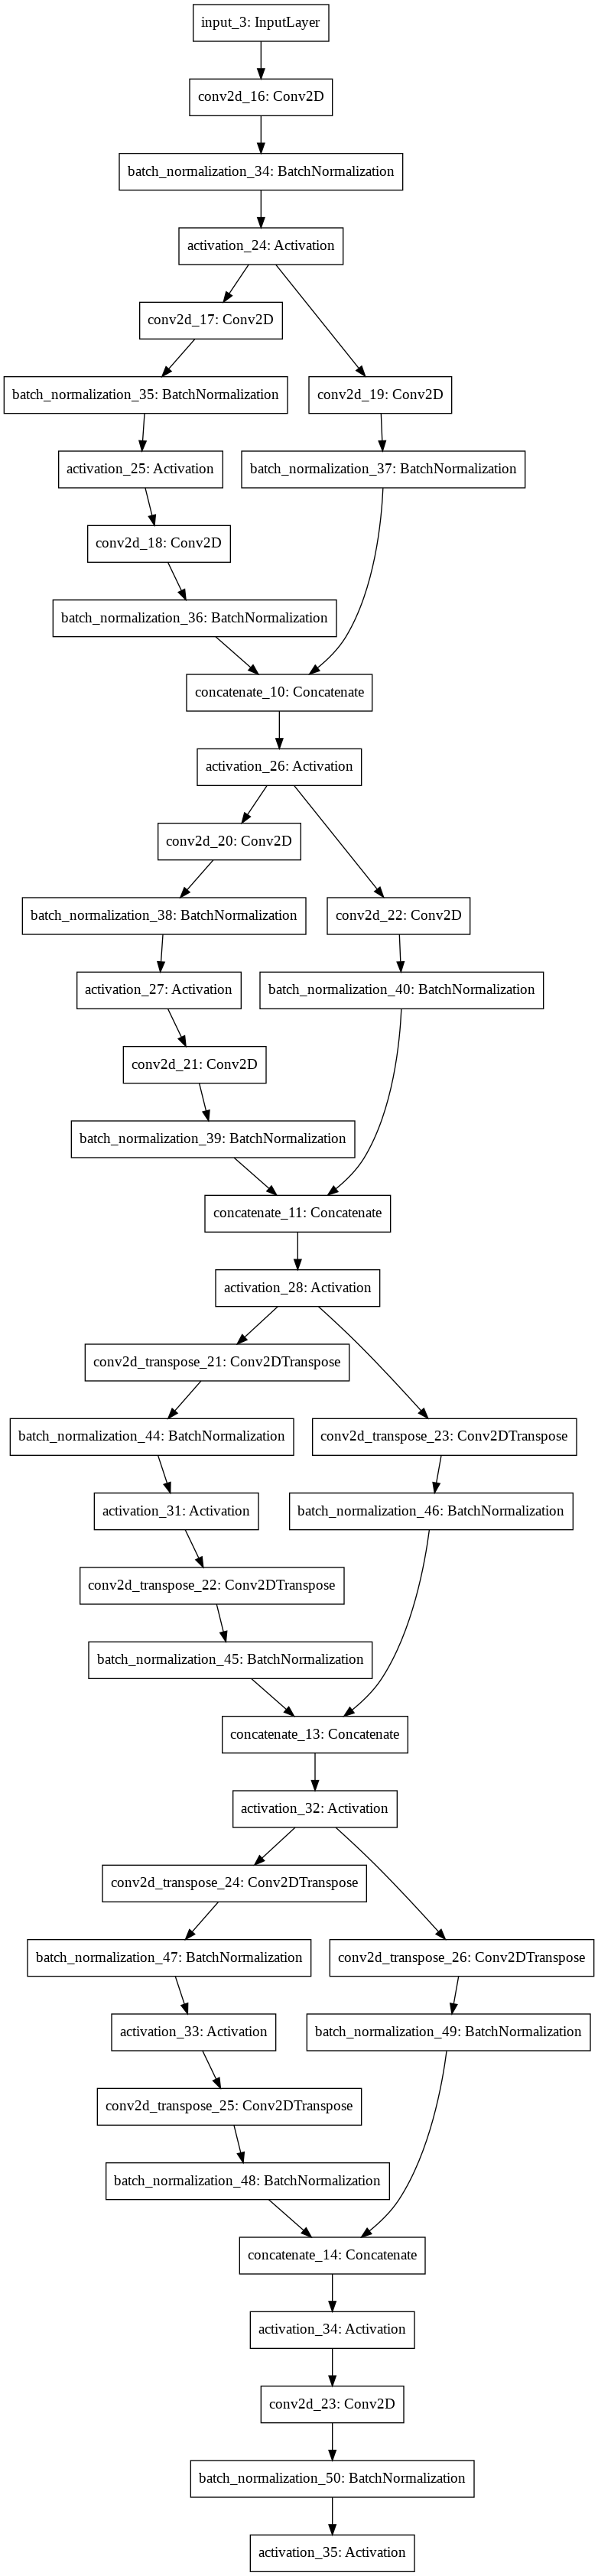 input_3: InputLayer
conv2d_16: Conv2D
batch_normalization_34: BatchNormalization
activation_24: Activation
conv2d_17: Conv2D
batch_normalization_35: BatchNormalization
conv2d_19: Conv2D
activation_25: Activation
batch_normalization_37: BatchNormalization
conv2d_18: Conv2D
batch_normalization_36: BatchNormalization
concatenate_10: Concatenate
activation_26: Activation
conv2d_20: Conv2D
batch_normalization_38: BatchNormalization
conv2d_22: Conv2D
activation_27: Activation
batch_normalization_40: BatchNormalization
conv2d_21: Conv2D
batch_normalization_39: BatchNormalization
concatenate_11: Concatenate
activation_28: Activation
conv2d_transpose_21: Conv2DTranspose
batch_normalization_44: BatchNormalization
conv2d_transpose_23: Conv2DTranspose
activation_31: Activation
batch_normalization_46: BatchNormalization
conv2d_transpose_22: Conv2DTranspose
batch_normalization_45: BatchNormalization
concatenate_13: Concatenate
activation_32: Activation
conv2d_transpose_24: Conv2DTranspose
batch_normalization_47: BatchNormalization
conv2d_transpose_26: Conv2DTranspose
activation_33: Activation
batch_normalization_49: BatchNormalization
conv2d_transpose_25: Conv2DTranspose
batch_normalization_48: BatchNormalization
concatenate_14: Concatenate
activation_34: Activation
conv2d_23: Conv2D
batch_normalization_50: BatchNormalization
activation_35: Activation